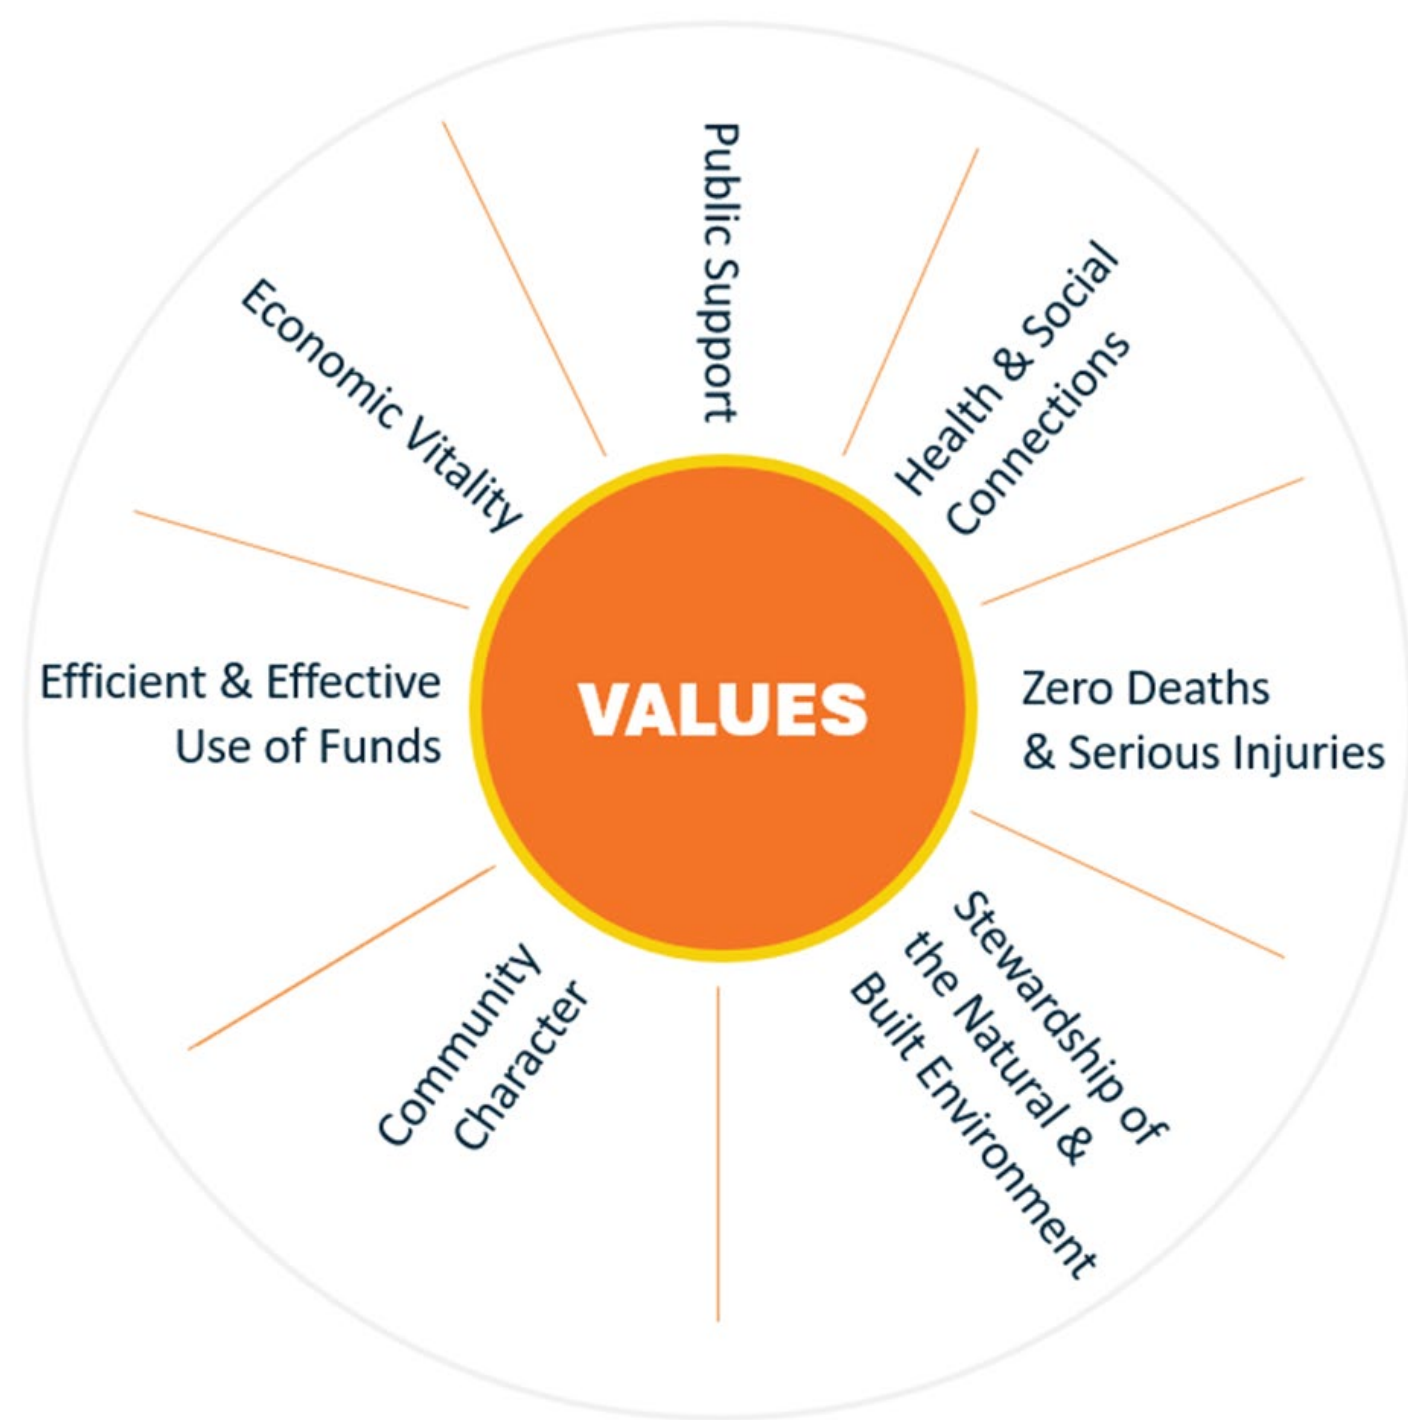 Public Support
Health & Social
Connections
Zero Deaths
& Serious Injuries
Stewardship of
the Natural &
Built Environment
Community
Character
Efficient & Effective
Use of Funds
Economic Vitality
VALUES